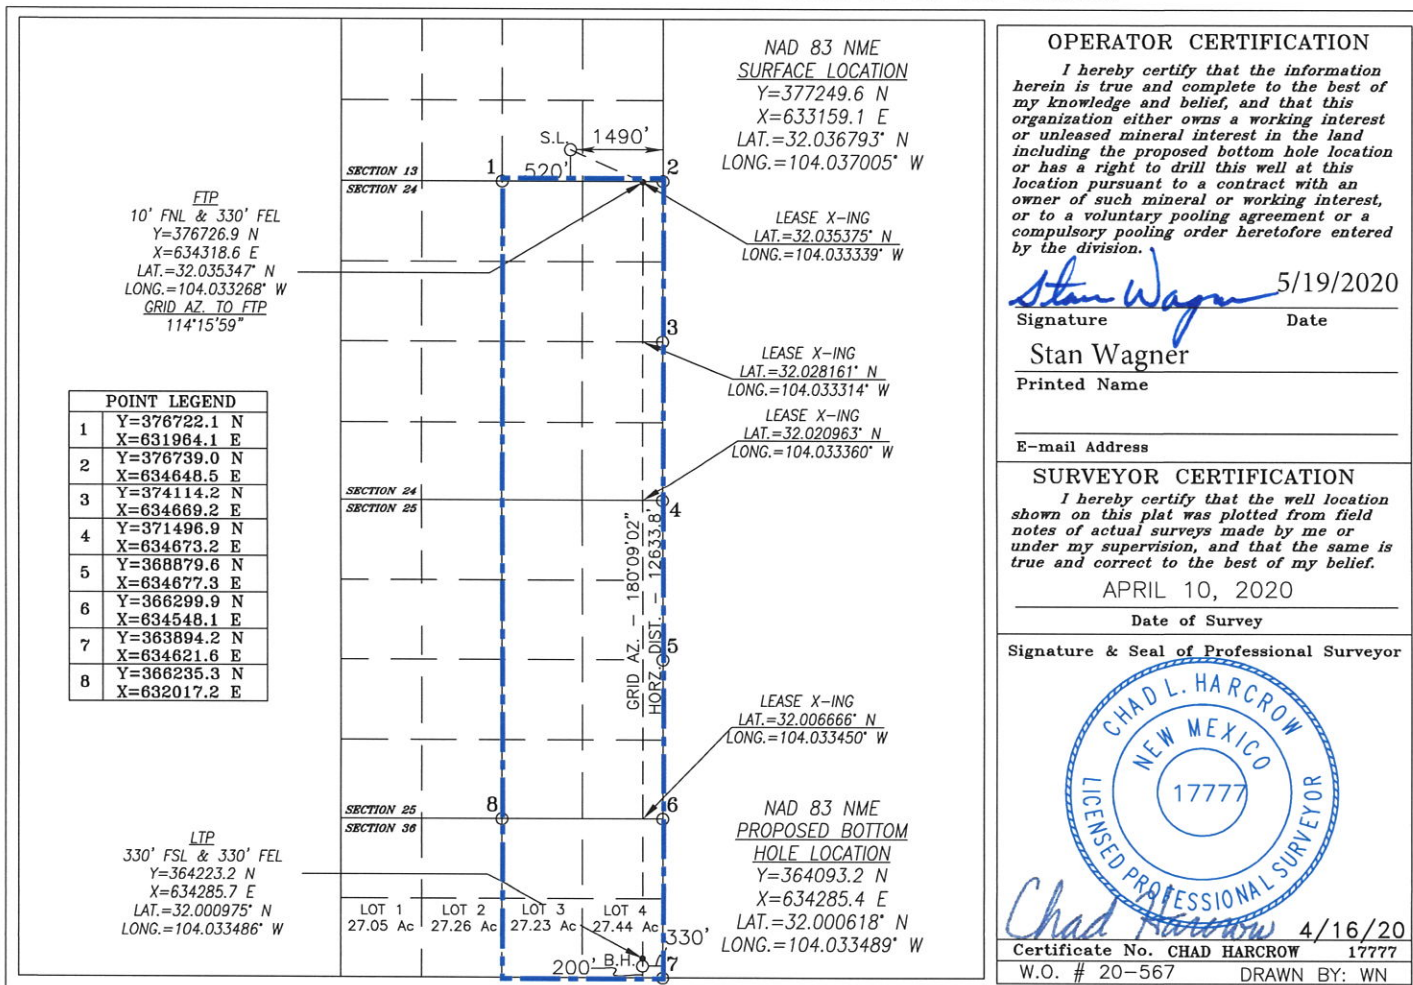 NAD 83 NME
SURFACE LOCATION
Y=377249.6 N
X=633159.1 E
LAT.=32.036793° N
LONG.=104.037005° W
S.L.
1490'
520'
1
2
SECTION 13
SECTION 24
FTP
10' FNL & 330' FEL
Y=376726.9 N
X=634318.6 E
LAT.=32.035347° N
LONG.=104.033268° W
GRID AZ. TO FTP
114°15'59"
LEASE X-ING
LAT.=32.035375° N
LONG.=104.033339° W
3
LEASE X-ING
LAT.=32.028161° N
LONG.=104.033314° W
LEASE X-ING
LAT.=32.020963° N
LONG.=104.033360° W
POINT LEGEND
1 Y=376722.1 N
X=631964.1 E
2 Y=376739.0 N
X=634648.5 E
3 Y=374114.2 N
X=634669.2 E
4 Y=371496.9 N
X=634673.2 E
5 Y=368879.6 N
X=634677.3 E
6 Y=366299.9 N
X=634548.1 E
7 Y=363894.2 N
X=634621.6 E
8 Y=366235.3 N
X=632017.2 E
SECTION 24
SECTION 25
4
GRID AZ. - 180°09'02"
HORZ. DIST. - 12633.8'
5
LEASE X-ING
LAT.=32.006666° N
LONG.=104.033450° W
SECTION 25
SECTION 36
8
6
NAD 83 NME
PROPOSED BOTTOM
HOLE LOCATION
Y=364093.2 N
X=634285.4 E
LAT.=32.000618° N
LONG.=104.033489° W
LTP
330' FSL & 330' FEL
Y=364223.2 N
X=634285.7 E
LAT.=32.000975° N
LONG.=104.033486° W
LOT 1 LOT 2 LOT 3 LOT 4
27.05 Ac 27.26 Ac 27.23 Ac 27.44 Ac
330'
200' B.H.
7
OPERATOR CERTIFICATION
I hereby certify that the information
herein is true and complete to the best of
my knowledge and belief, and that this
organization either owns a working interest
or unleased mineral interest in the land
including the proposed bottom hole location
or has a right to drill this well at this
location pursuant to a contract with an
owner of such mineral or working interest,
or to a voluntary pooling agreement or a
compulsory pooling order heretofore entered
by the division.
Stan Wagner 5/19/2020
Signature Date
Stan Wagner
Printed Name
E-mail Address
SURVEYOR CERTIFICATION
I hereby certify that the well location
shown on this plat was plotted from field
notes of actual surveys made by me or
under my supervision, and that the same is
true and correct to the best of my belief.
APRIL 10, 2020
Date of Survey
Signature & Seal of Professional Surveyor
CHAD L. HARCROW
NEW MEXICO
17777
LICENSED PROFESSIONAL SURVEYOR
Chad Harcrow 4/16/20
Certificate No. CHAD HARCROW 17777
W.O. # 20-567 DRAWN BY: WN